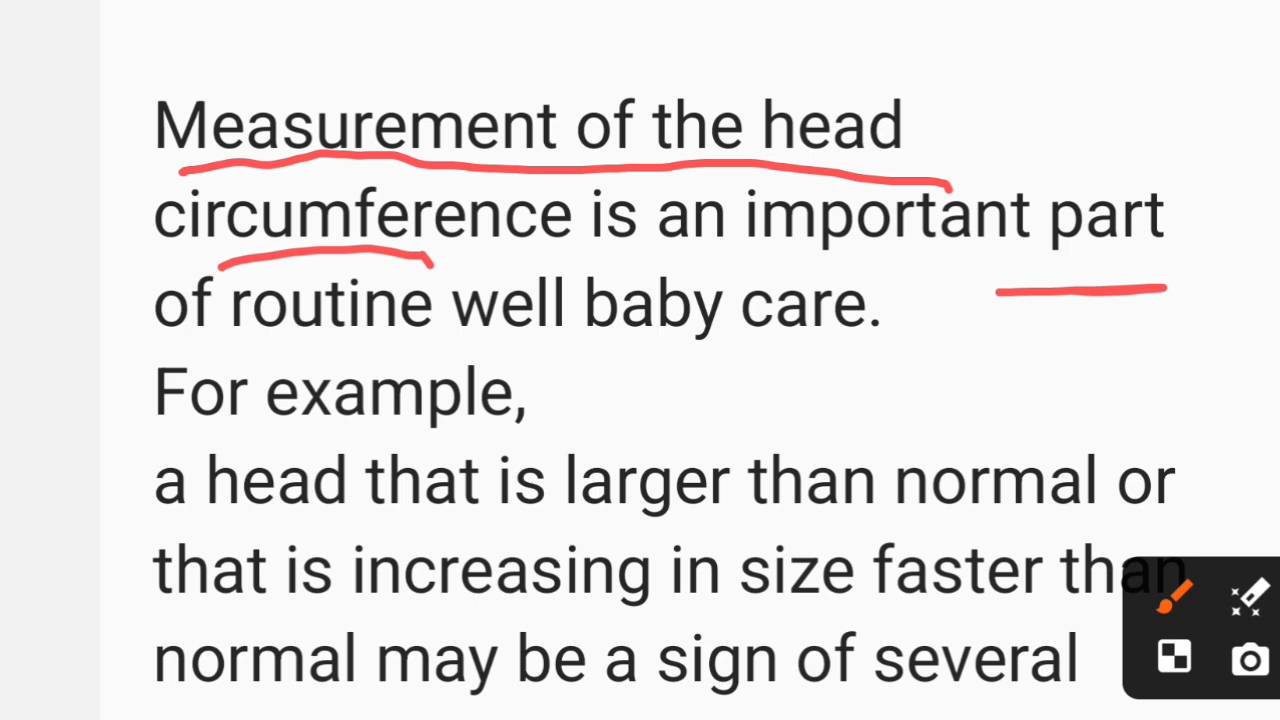 Measurement of the head
circumference is an important part
of routine well baby care.
For example,
a head that is larger than normal or
that is increasing in size faster than
normal may be a sign of several